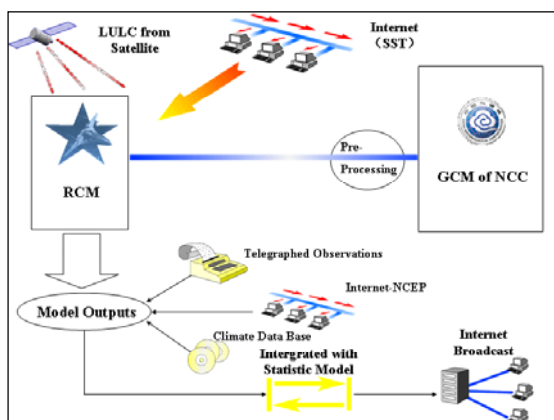 LULC from
Satellite
Internet
（SST）
RCM
Pre-
Processing
GCM of NCC
Telegraphed Observations
Internet-NCEP
Model Outputs
Climate Data Base
Intergrated with
Statistic Model
Internet
Broadcast